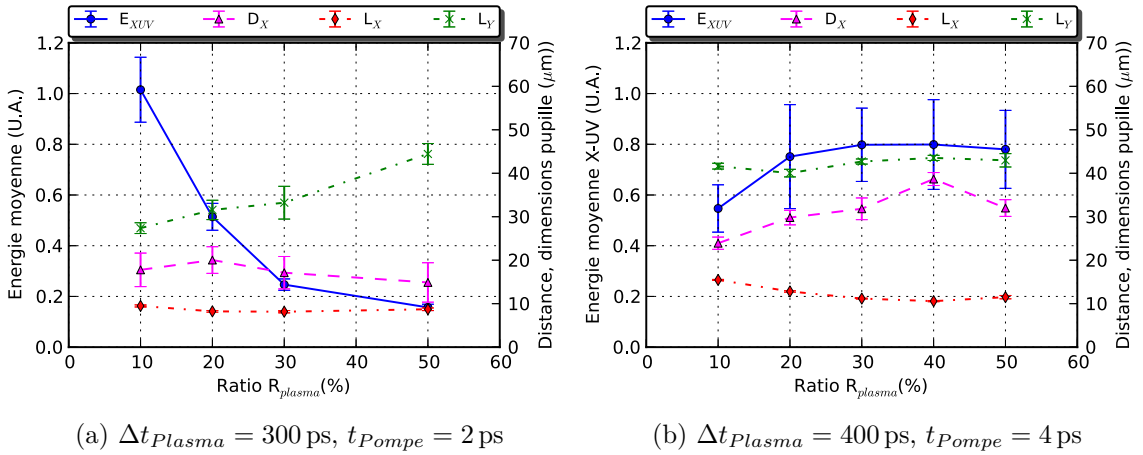 E_XUV D_X L_X L_Y
1.2
1.0
0.8
0.6
0.4
0.2
0.0
Energie moyenne (U.A.)
70
60
50
40
30
20
10
0
Distance, dimensions pupille (μm))
0 10 20 30 40 50 60
Ratio R_plasma(%)
(a) Δt_Plasma = 300 ps, t_Pompe = 2 ps
E_XUV D_X L_X L_Y
1.2
1.0
0.8
0.6
0.4
0.2
0.0
Energie moyenne X-UV (U.A.)
70
60
50
40
30
20
10
0
Distance, dimensions pupille (μm))
0 10 20 30 40 50 60
Ratio R_plasma(%)
(b) Δt_Plasma = 400 ps, t_Pompe = 4 ps